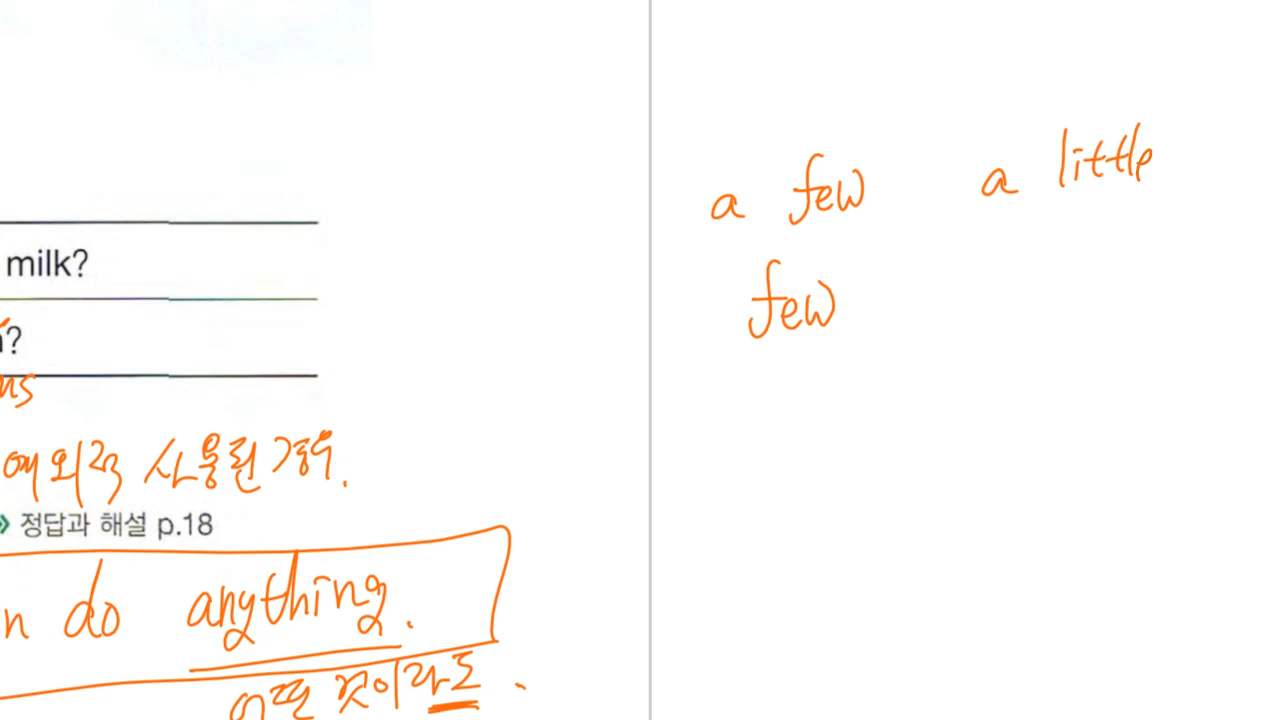 milk?
?
ns
예외적 사용된 경우.
» 정답과 해설 p.18
n do anything.
어떤 것이라도.
a few a little
few